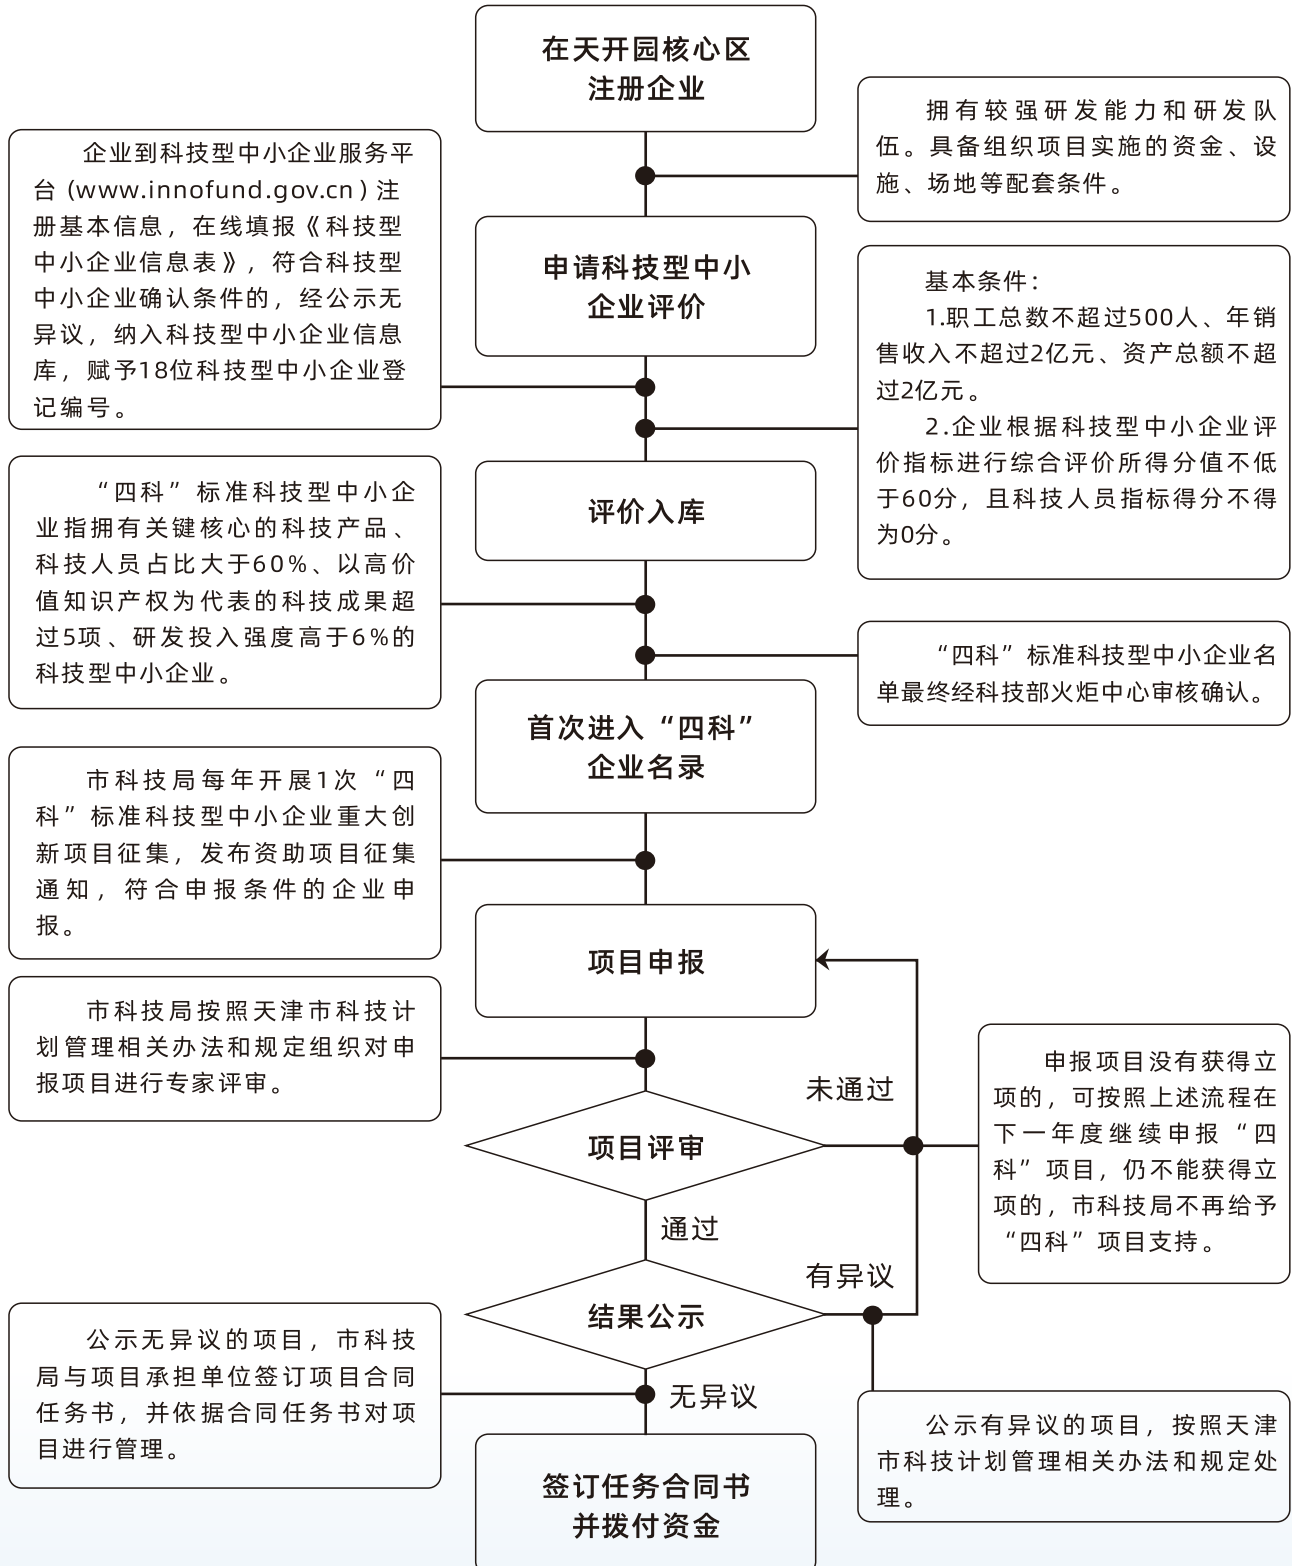 在天开园核心区
注册企业
拥有较强研发能力和研发队
伍。具备组织项目实施的资金、设
施、场地等配套条件。
企业到科技型中小企业服务平
台(www.innofund.gov.cn)注
册基本信息，在线填报《科技型
中小企业信息表》，符合科技型
中小企业确认条件的，经公示无
异议，纳入科技型中小企业信息
库，赋予18位科技型中小企业登
记编号。
申请科技型中小
企业评价
基本条件：
1.职工总数不超过500人、年销
售收入不超过2亿元、资产总额不超
过2亿元。
2.企业根据科技型中小企业评
价指标进行综合评价所得分值不低
于60分，且科技人员指标得分不得
为0分。
评价入库
“四科”标准科技型中小企
业指拥有关键核心的科技产品、
科技人员占比大于60%、以高价
值知识产权为代表的科技成果超
过5项、研发投入强度高于6%的
科技型中小企业。
“四科”标准科技型中小企业名
单最终经科技部火炬中心审核确认。
首次进入“四科”
企业名录
市科技局每年开展1次“四
科”标准科技型中小企业重大创
新项目征集，发布资助项目征集
通知，符合申报条件的企业申
报。
项目申报
市科技局按照天津市科技计
划管理相关办法和规定组织对申
报项目进行专家评审。
项目评审
未通过
申报项目没有获得立
项的，可按照上述流程在
下一年度继续申报“四
科”项目，仍不能获得立
项的，市科技局不再给予
“四科”项目支持。
通过
结果公示
有异议
公示无异议的项目，市科技
局与项目承担单位签订项目合同
任务书，并依据合同任务书对项
目进行管理。
无异议
公示有异议的项目，按照天津
市科技计划管理相关办法和规定处
理。
签订任务合同书
并拨付资金